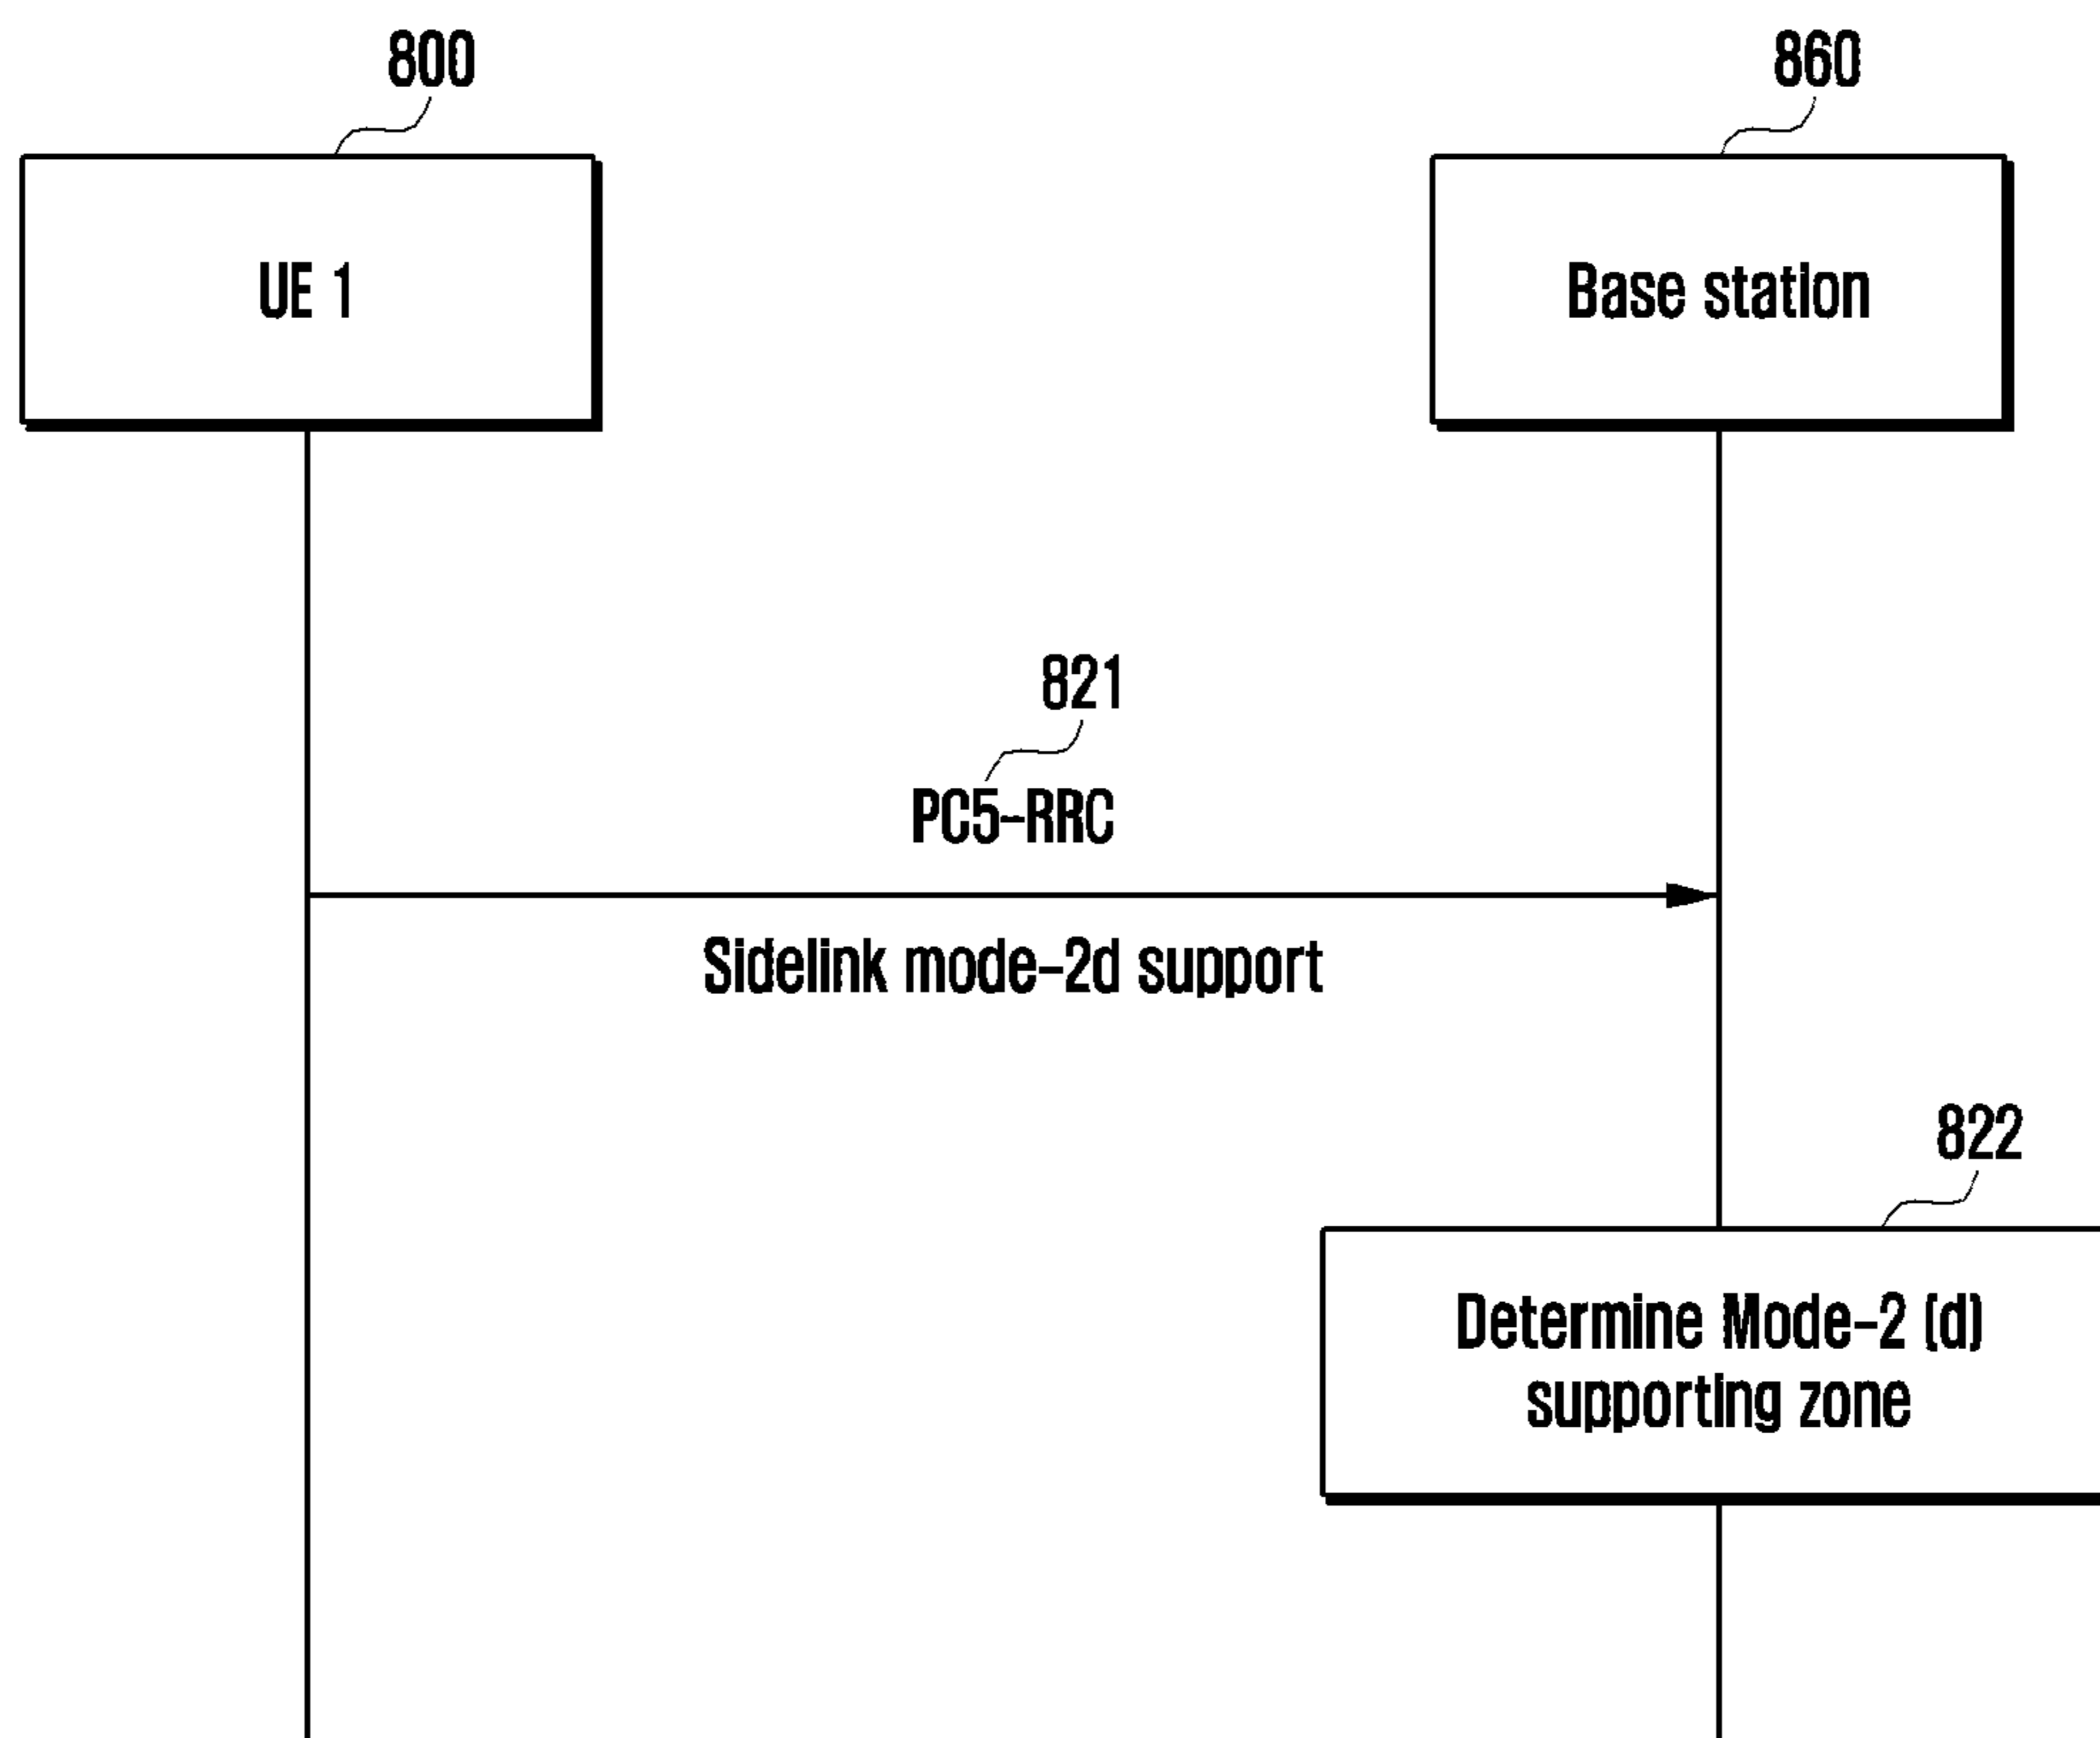 800
860
UE 1
Base station
821
PC5-RRC
Sidelink mode-2d support
822
Determine Mode-2 (d)
supporting zone